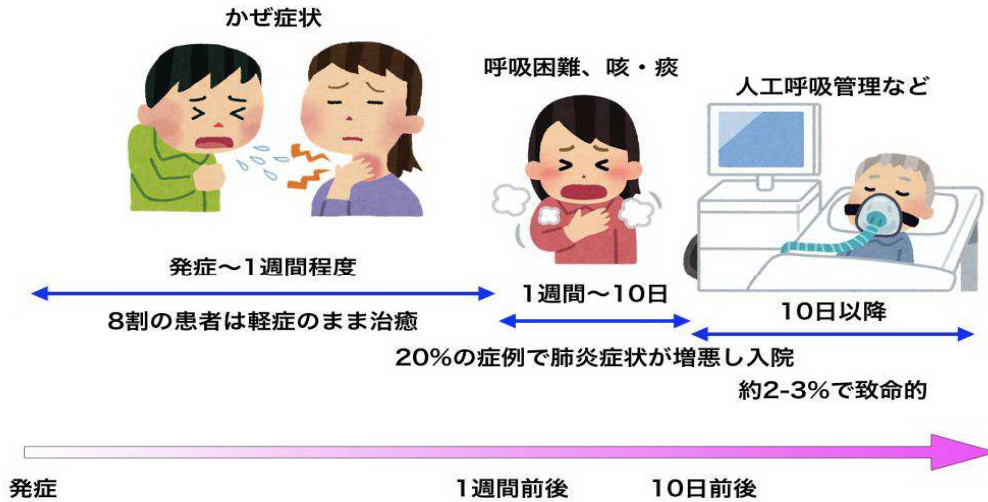 かぜ症状
呼吸困難、咳・痰
人工呼吸管理など
発症〜1週間程度
8割の患者は軽症のまま治癒
1週間〜10日
20%の症例で肺炎症状が増悪し入院
10日以降
約2-3%で致命的
発症
1週間前後
10日前後